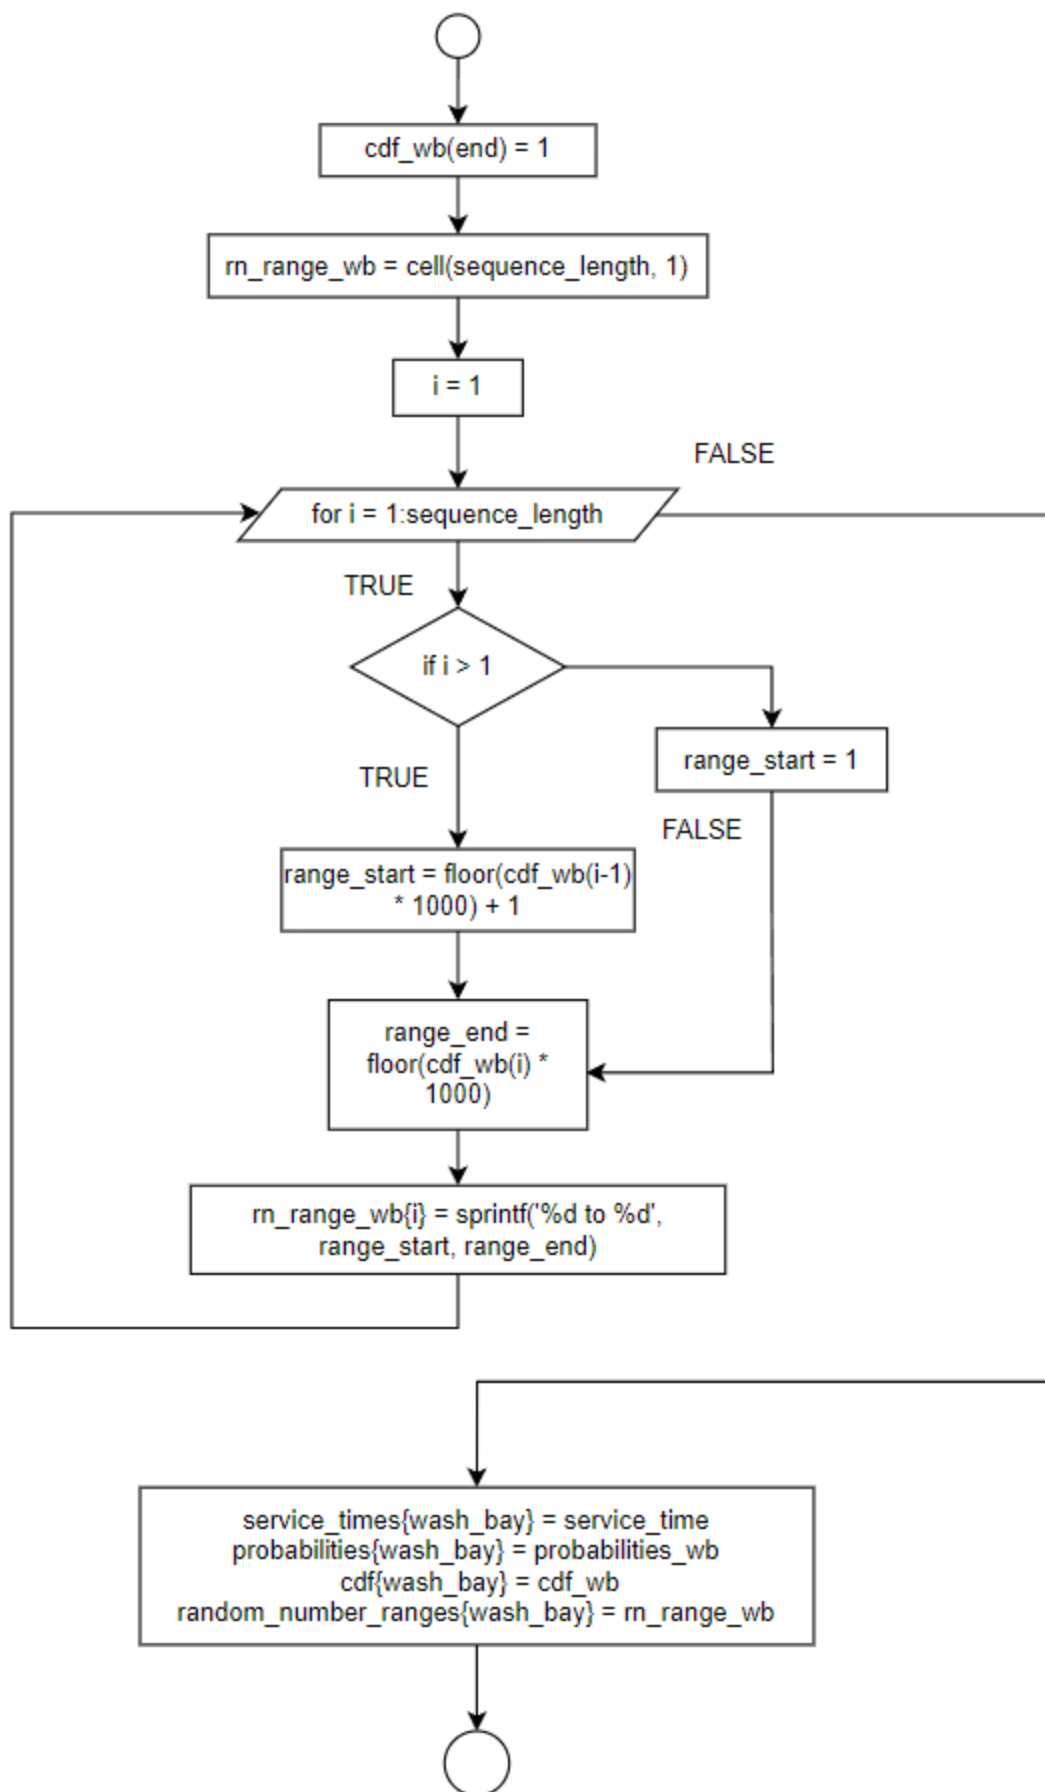 cdf_wb(end) = 1
rn_range_wb = cell(sequence_length, 1)
i = 1
FALSE
for i = 1:sequence_length
TRUE
if i > 1
range_start = 1
TRUE
FALSE
range_start = floor(cdf_wb(i-1)
* 1000) + 1
range_end =
floor(cdf_wb(i) *
1000)
rn_range_wb{i} = sprintf('%d to %d',
range_start, range_end)
service_times{wash_bay} = service_time
probabilities{wash_bay} = probabilities_wb
cdf{wash_bay} = cdf_wb
random_number_ranges{wash_bay} = rn_range_wb